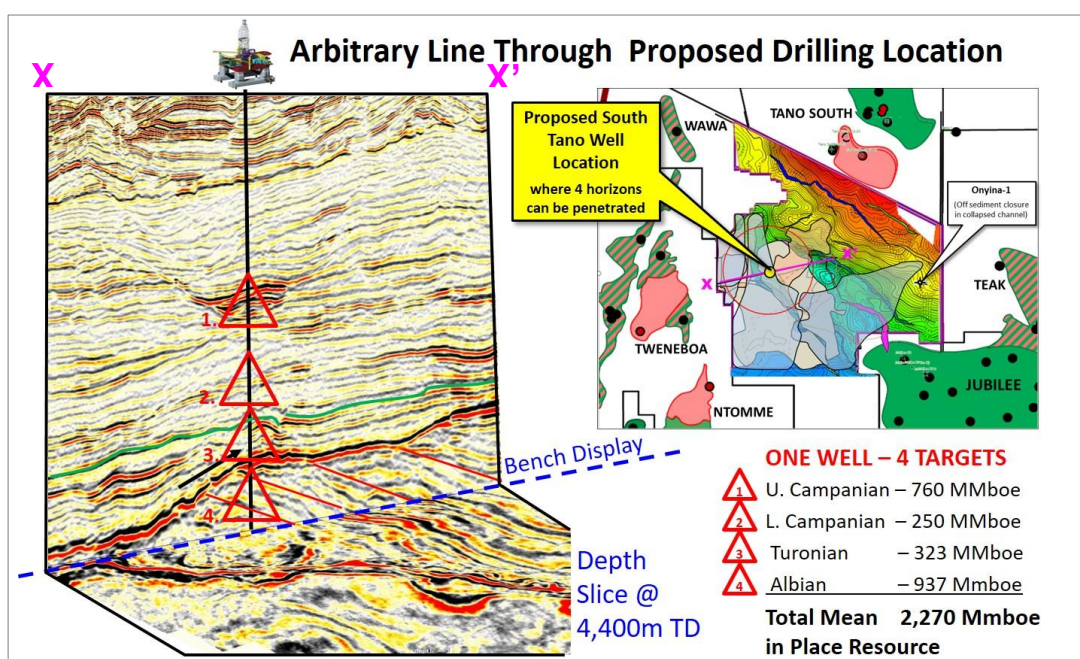 Arbitrary Line Through Proposed Drilling Location
X
X'
1.
2.
3.
4.
Bench Display
Depth
Slice @
4,400m TD
Proposed South
Tano Well
Location
where 4 horizons
can be penetrated
WAWA
TANO SOUTH
Onyina-1
(Off sediment closure
in collapsed channel)
X
X'
TEAK
TWENEBOA
JUBILEE
NTOMME
ONE WELL – 4 TARGETS
1 U. Campanian – 760 MMboe
2 L. Campanian – 250 MMboe
3 Turonian – 323 MMboe
4 Albian – 937 Mmboe
Total Mean 2,270 Mmboe
in Place Resource